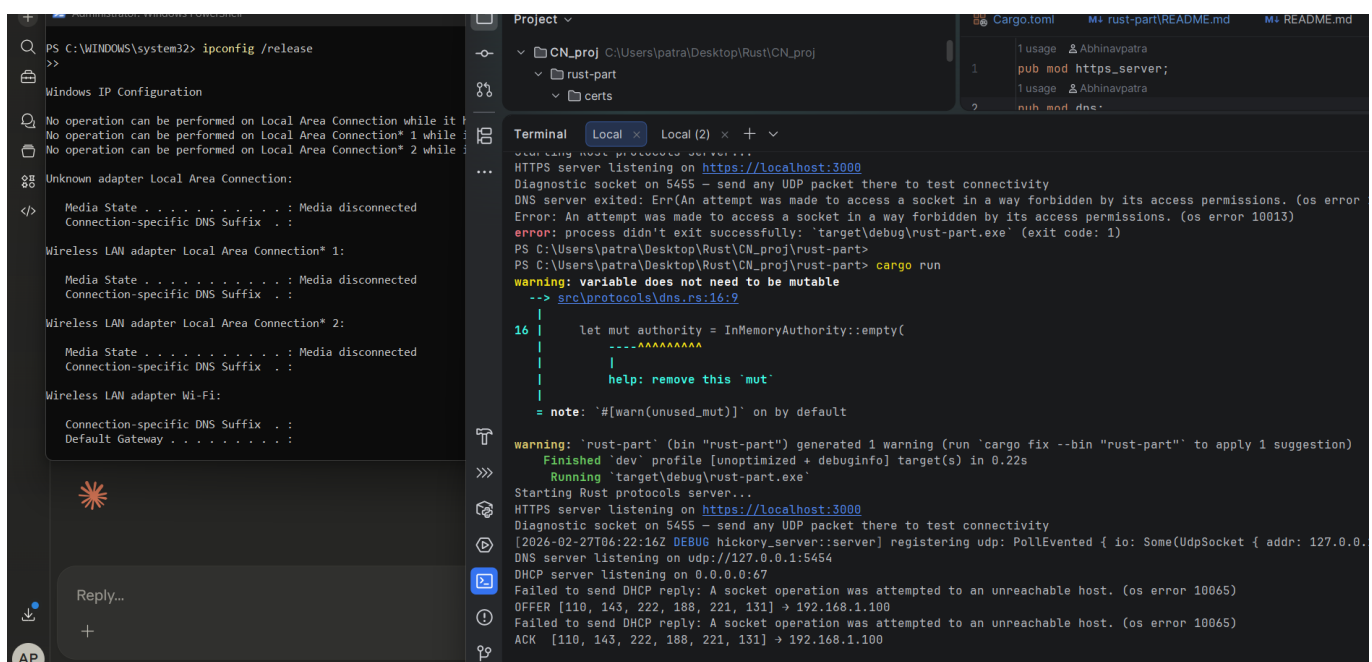 Administrator: Windows PowerShell
PS C:\WINDOWS\system32> ipconfig /release
>>
Windows IP Configuration
No operation can be performed on Local Area Connection while it
No operation can be performed on Local Area Connection* 1 while
No operation can be performed on Local Area Connection* 2 while
Unknown adapter Local Area Connection:
Media State . . . . . . . . . . . : Media disconnected
Connection-specific DNS Suffix . :
Wireless LAN adapter Local Area Connection* 1:
Media State . . . . . . . . . . . : Media disconnected
Connection-specific DNS Suffix . :
Wireless LAN adapter Local Area Connection* 2:
Media State . . . . . . . . . . . : Media disconnected
Connection-specific DNS Suffix . :
Wireless LAN adapter Wi-Fi:
Connection-specific DNS Suffix . :
Default Gateway . . . . . . . . . :
Reply...
AP
Project
CN_proj C:\Users\patra\Desktop\Rust\CN_proj
rust-part
certs
Cargo.toml M↓ rust-part\README.md M↓ README.md
1 usage Abhinavpatra
1 pub mod https_server;
1 usage Abhinavpatra
2 pub mod dns;
Terminal Local × Local (2) ×
Starting Rust protocols server...
HTTPS server listening on https://localhost:3000
Diagnostic socket on 5455 — send any UDP packet there to test connectivity
DNS server exited: Err(An attempt was made to access a socket in a way forbidden by its access permissions. (os error
Error: An attempt was made to access a socket in a way forbidden by its access permissions. (os error 10013)
error: process didn't exit successfully: `target\debug\rust-part.exe` (exit code: 1)
PS C:\Users\patra\Desktop\Rust\CN_proj\rust-part>
PS C:\Users\patra\Desktop\Rust\CN_proj\rust-part> cargo run
warning: variable does not need to be mutable
--> src\protocols\dns.rs:16:9
|
16 | let mut authority = InMemoryAuthority::empty(
| ----^^^^^^^^^
| |
| help: remove this `mut`
|
= note: `#[warn(unused_mut)]` on by default
warning: `rust-part` (bin "rust-part") generated 1 warning (run `cargo fix --bin "rust-part"` to apply 1 suggestion)
Finished `dev` profile [unoptimized + debuginfo] target(s) in 0.22s
Running `target\debug\rust-part.exe`
Starting Rust protocols server...
HTTPS server listening on https://localhost:3000
Diagnostic socket on 5455 — send any UDP packet there to test connectivity
[2026-02-27T06:22:16Z DEBUG hickory_server::server] registering udp: PollEvented { io: Some(UdpSocket { addr: 127.0.0.
DNS server listening on udp://127.0.0.1:5454
DHCP server listening on 0.0.0.0:67
Failed to send DHCP reply: A socket operation was attempted to an unreachable host. (os error 10065)
OFFER [110, 143, 222, 188, 221, 131] → 192.168.1.100
Failed to send DHCP reply: A socket operation was attempted to an unreachable host. (os error 10065)
ACK [110, 143, 222, 188, 221, 131] → 192.168.1.100